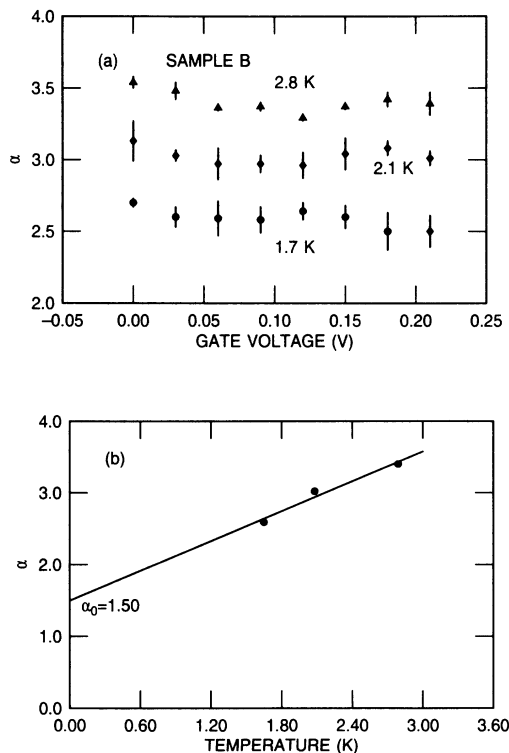 4.0
(a) SAMPLE B
2.8 K
3.5
3.0
α
2.1 K
2.5
1.7 K
2.0
−0.05 0.00 0.05 0.10 0.15 0.20 0.25
GATE VOLTAGE (V)
4.0
(b)
3.0
α
2.0
α₀=1.50
1.0
0.0
0.00 0.60 1.20 1.80 2.40 3.00 3.60
TEMPERATURE (K)